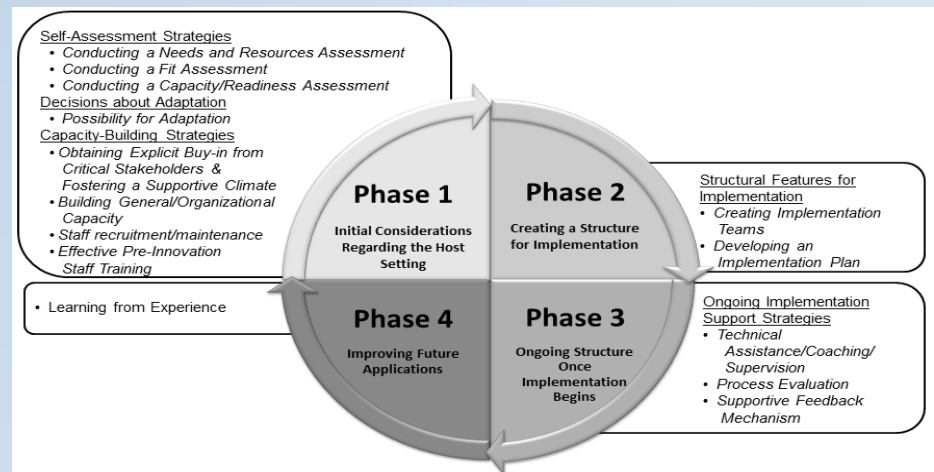 Self-Assessment Strategies
• Conducting a Needs and Resources Assessment
• Conducting a Fit Assessment
• Conducting a Capacity/Readiness Assessment
Decisions about Adaptation
• Possibility for Adaptation
Capacity-Building Strategies
• Obtaining Explicit Buy-in from
Critical Stakeholders &
Fostering a Supportive Climate
• Building General/Organizational
Capacity
• Staff recruitment/maintenance
• Effective Pre-Innovation
Staff Training
Phase 1
Initial Considerations
Regarding the Host
Setting
Phase 2
Creating a Structure
for Implementation
Structural Features for
Implementation
• Creating Implementation
Teams
• Developing an
Implementation Plan
• Learning from Experience
Phase 4
Improving Future
Applications
Phase 3
Ongoing Structure
Once
Implementation
Begins
Ongoing Implementation
Support Strategies
• Technical
Assistance/Coaching/
Supervision
• Process Evaluation
• Supportive Feedback
Mechanism